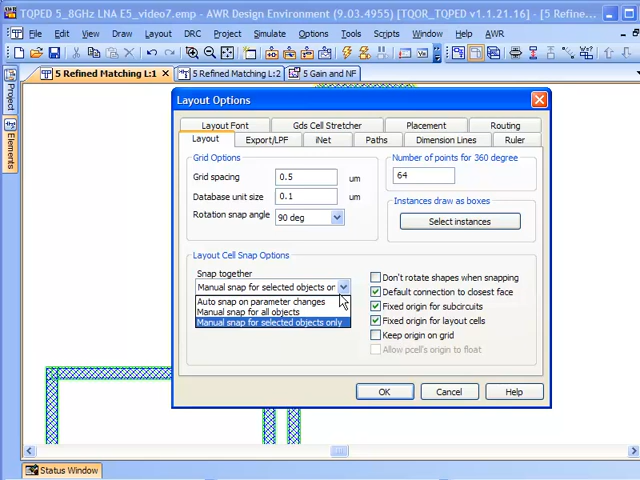 TQPED 5_8GHz LNA E5_video7.emp - AWR Design Environment (9.03.4955) [TQOR_TQPED v1.1.21.16] - [5 Refine
File Edit View Draw Layout DRC Project Simulate Options Tools Scripts Window Help AWR
5 Refined Matching L:1 5 Refined Matching L:2 5 Gain and NF
Project
Elements
Layout Options
Layout Font Gds Cell Stretcher Placement Routing
Layout Export/LPF iNet Paths Dimension Lines Ruler
Grid Options
Grid spacing 0.5 um
Database unit size 0.1 um
Rotation snap angle 90 deg
Number of points for 360 degree
64
Instances draw as boxes
Select instances
Layout Cell Snap Options
Snap together
Manual snap for selected objects or
Auto snap on parameter changes
Manual snap for all objects
Manual snap for selected objects only
Don't rotate shapes when snapping
Default connection to closest face
Fixed origin for subcircuits
Fixed origin for layout cells
Keep origin on grid
Allow pcell's origin to float
OK Cancel Help
Status Window